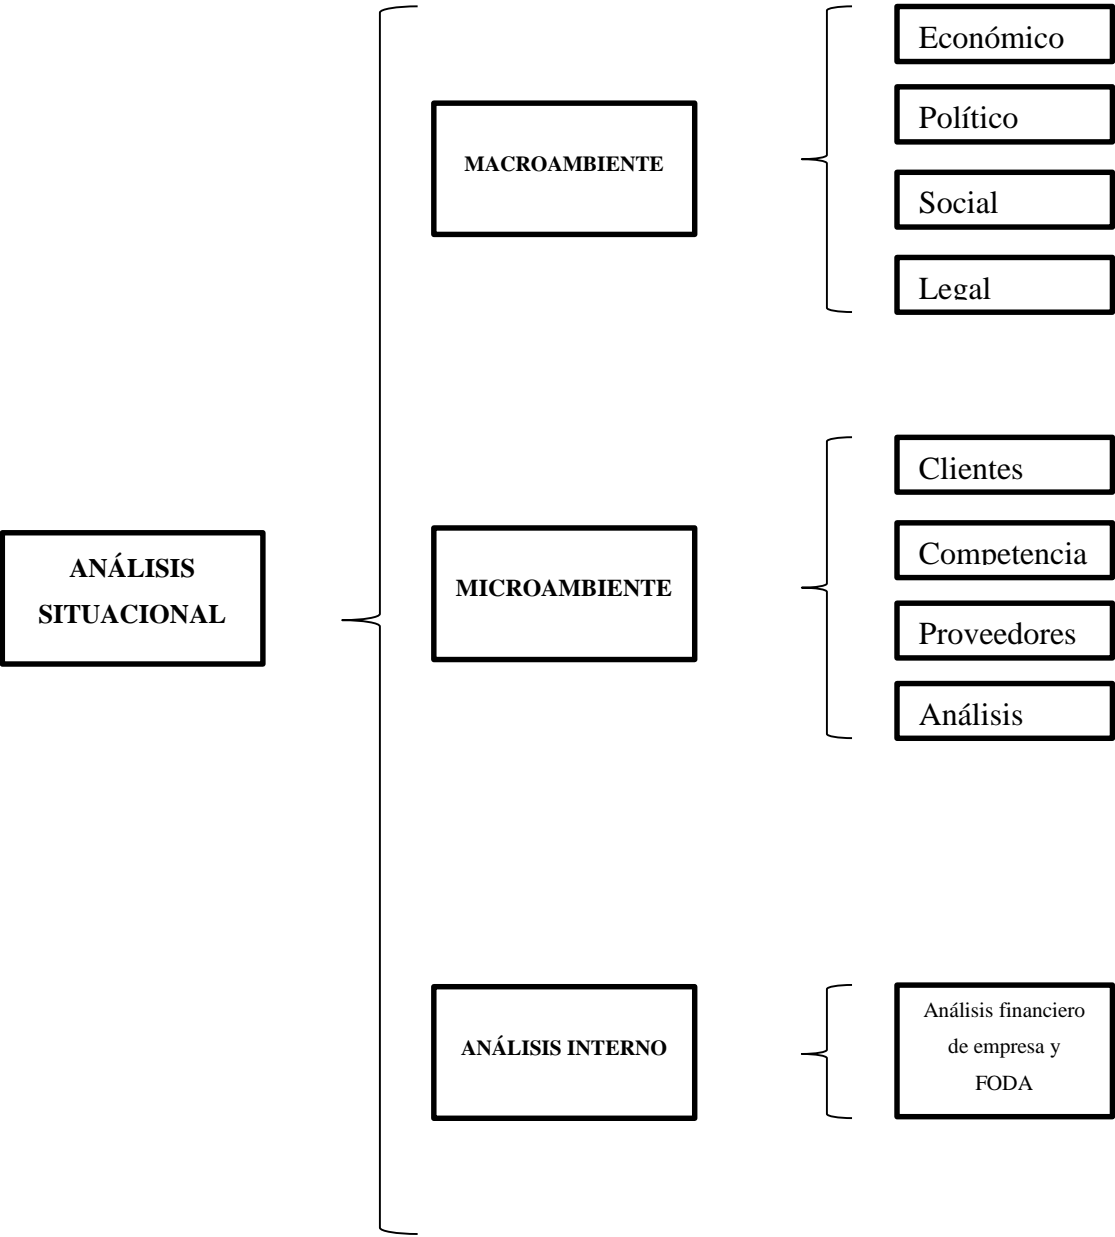 ANÁLISIS
SITUACIONAL
MACROAMBIENTE
Económico
Político
Social
Legal
MICROAMBIENTE
Clientes
Competencia
Proveedores
Análisis
ANÁLISIS INTERNO
Análisis financiero
de empresa y
FODA